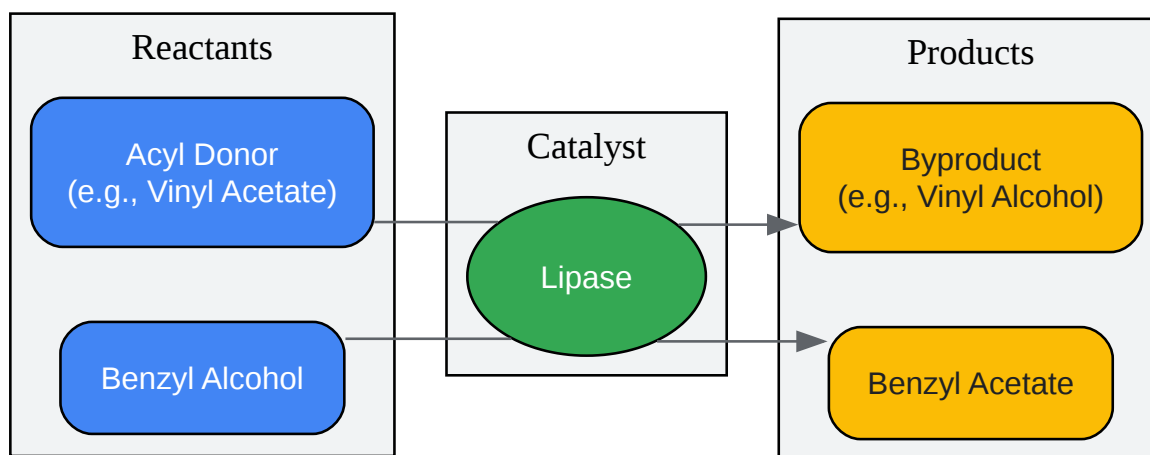 Reactants
Acyl Donor
(e.g., Vinyl Acetate)
Benzyl Alcohol
Catalyst
Lipase
Products
Byproduct
(e.g., Vinyl Alcohol)
Benzyl Acetate